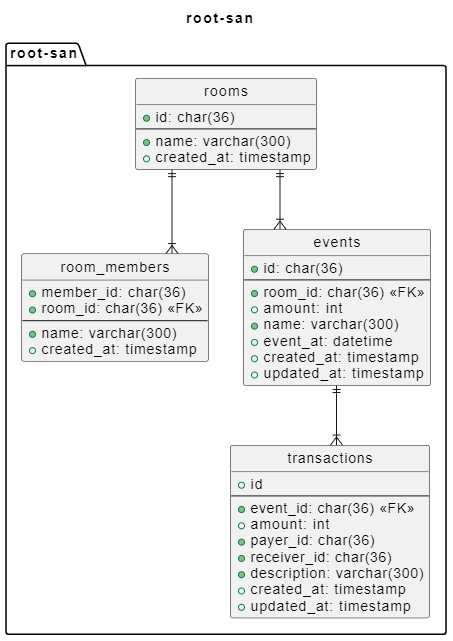 root-san
root-san
rooms
id: char(36)
name: varchar(300)
created_at: timestamp
room_members
member_id: char(36)
room_id: char(36) «FK»
name: varchar(300)
created_at: timestamp
events
id: char(36)
room_id: char(36) «FK»
amount: int
name: varchar(300)
event_at: datetime
created_at: timestamp
updated_at: timestamp
transactions
id
event_id: char(36) «FK»
amount: int
payer_id: char(36)
receiver_id: char(36)
description: varchar(300)
created_at: timestamp
updated_at: timestamp